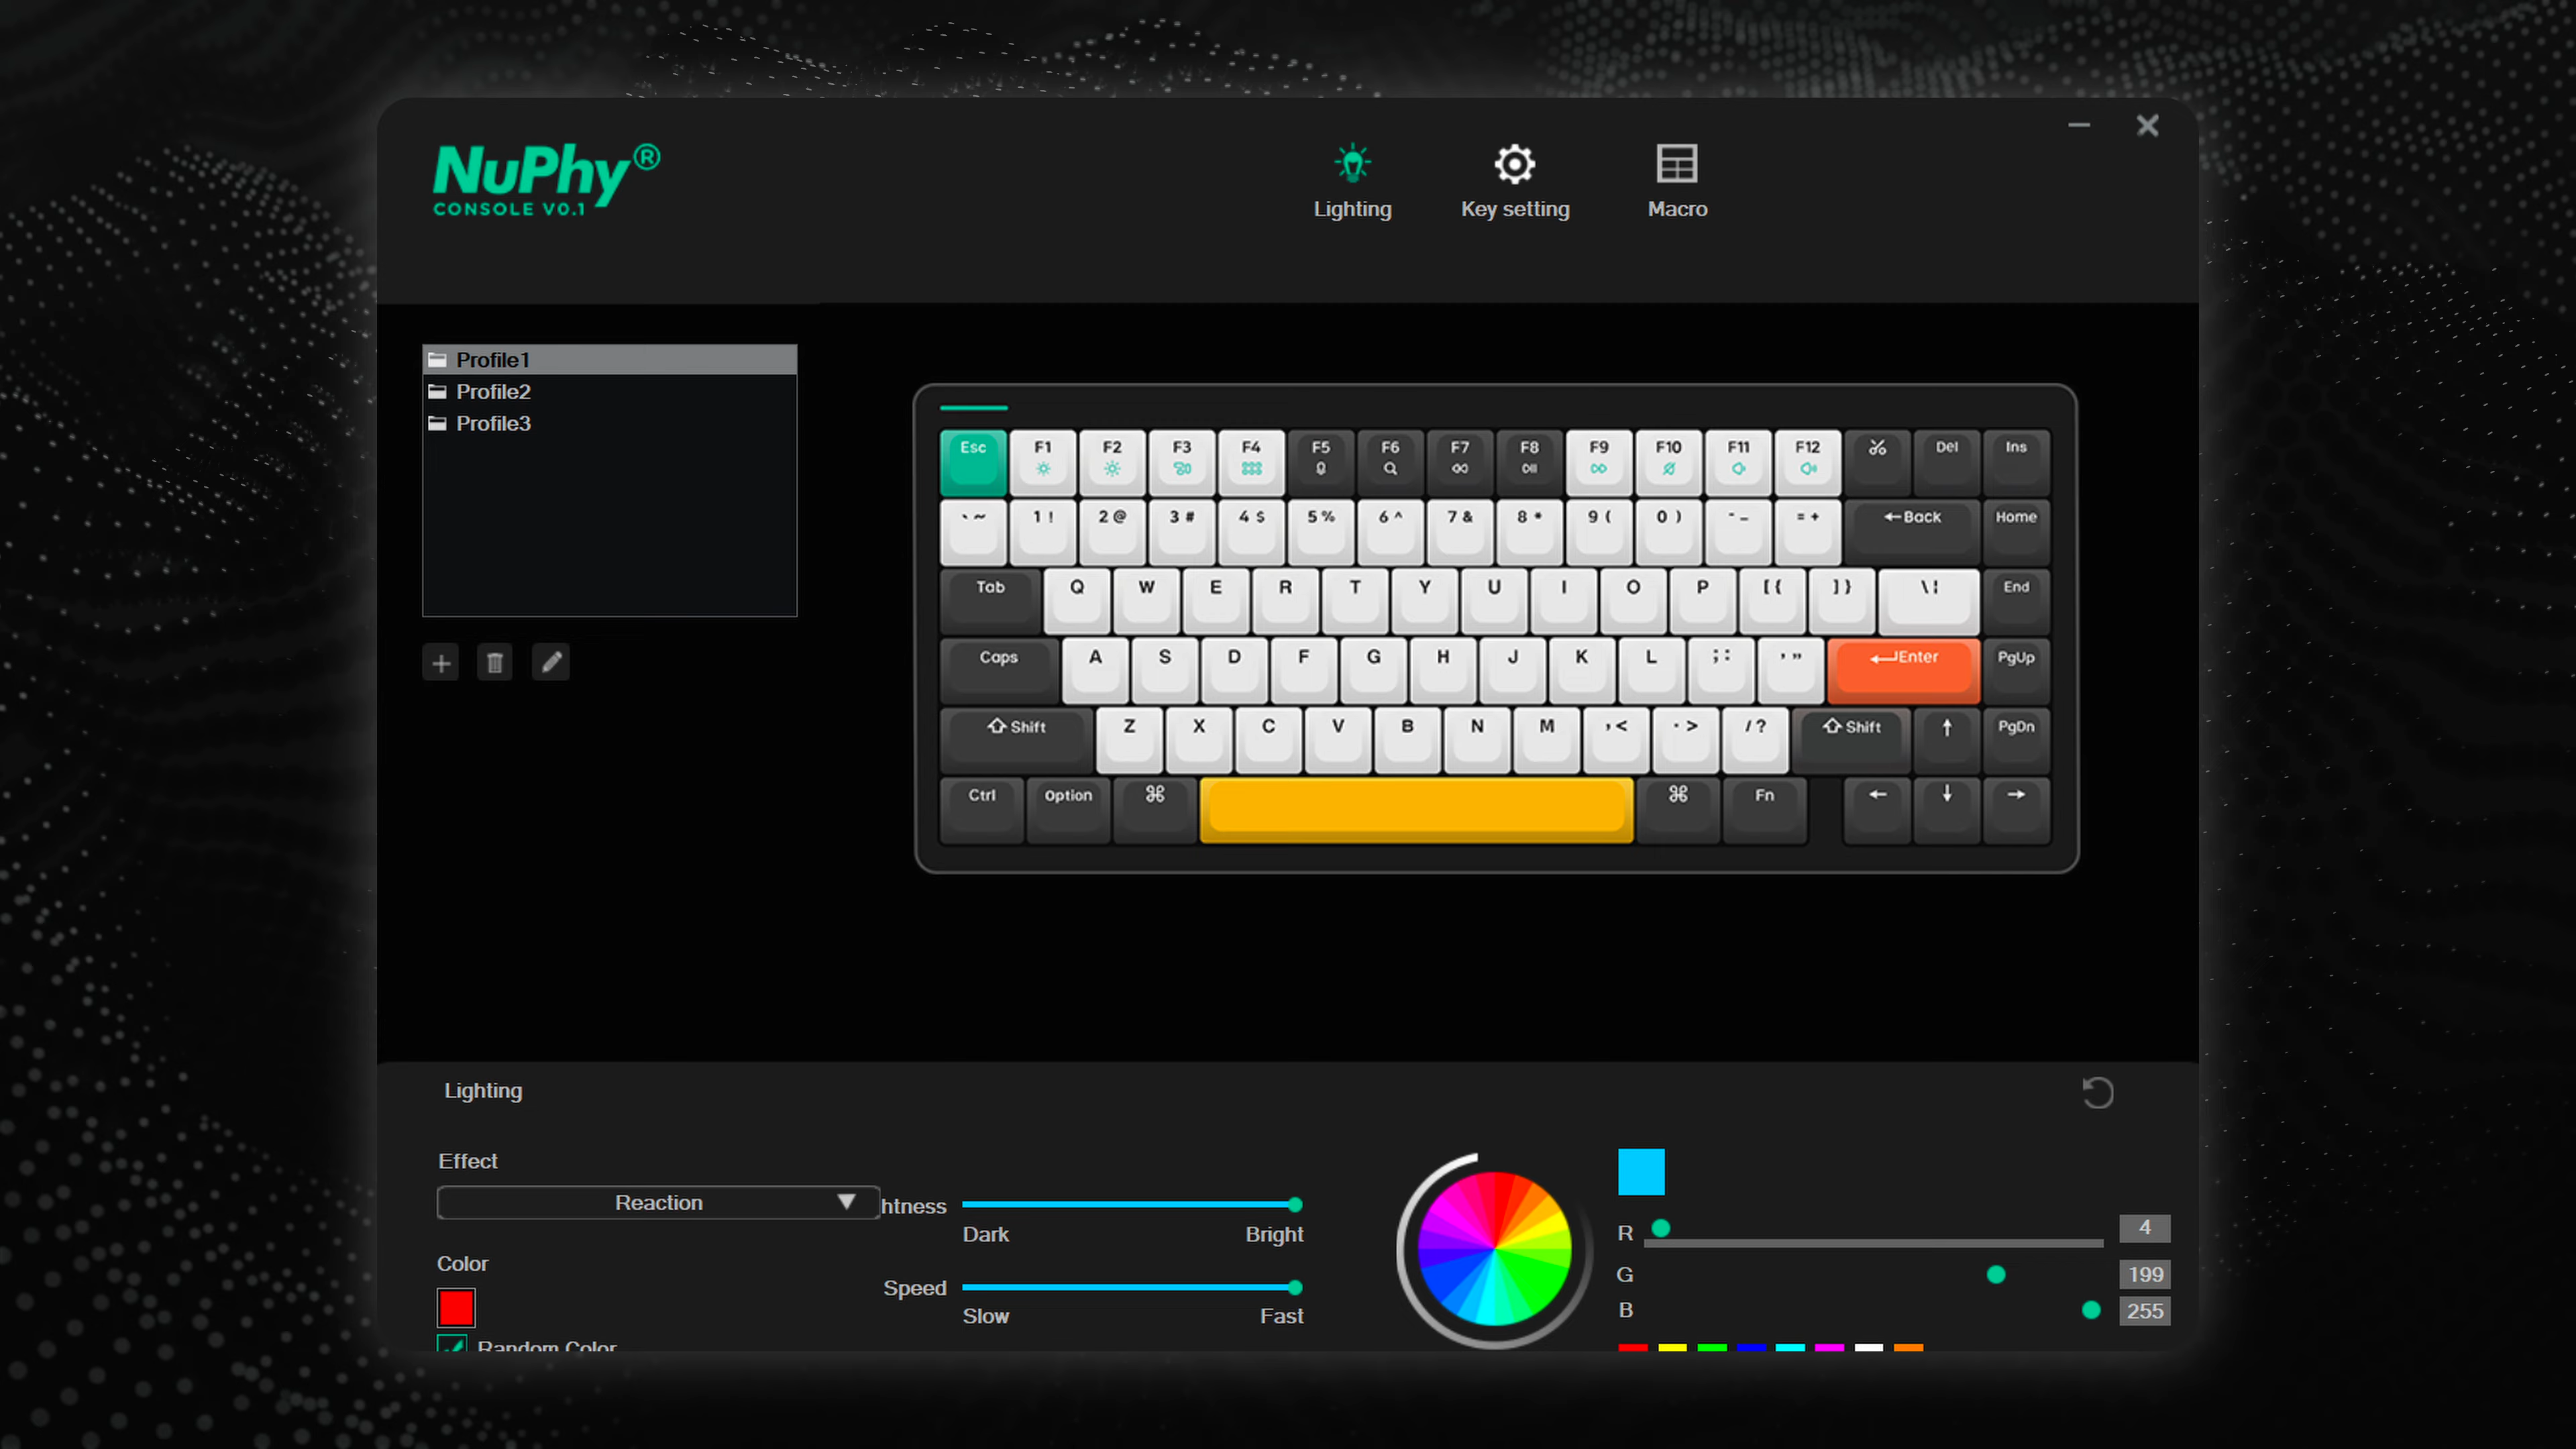 NuPhy®
CONSOLE V0.1
Lighting
Key setting
Macro
Profile1
Profile2
Profile3
Esc F1 F2 F3 F4 F5 F6 F7 F8 F9 F10 F11 F12 Del Ins
` ~ 1 ! 2 @ 3 # 4 $ 5 % 6 ^ 7 & 8 * 9 ( 0 ) - _ = + ←Back Home
Tab Q W E R T Y U I O P [ { ] } \ ¦ End
Caps A S D F G H J K L ; : ' " Enter PgUp
Shift Z X C V B N M , < . > / ? Shift ↑ PgDn
Ctrl Option ⌘ ⌘ Fn ← ↓ →
Lighting
Effect
Reaction
htness
Dark Bright
Color
Speed
Slow Fast
Random Color
R 4
G 199
B 255